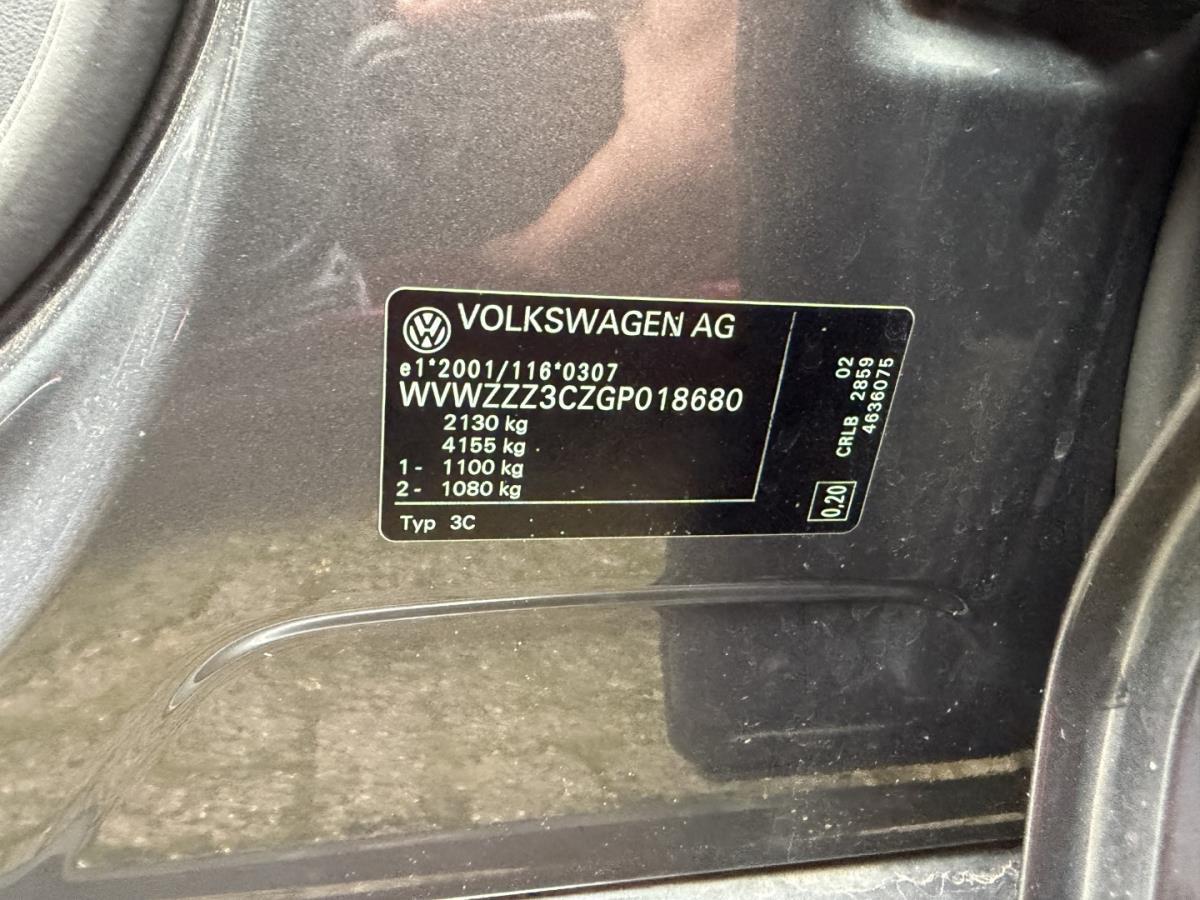 VOLKSWAGEN AG
e1*2001/116*0307
WVWZZZ3CZGP018680
2130 kg
4155 kg
1- 1100 kg
2- 1080 kg
Typ 3C
02
CRLB 2859
4636075
0,20